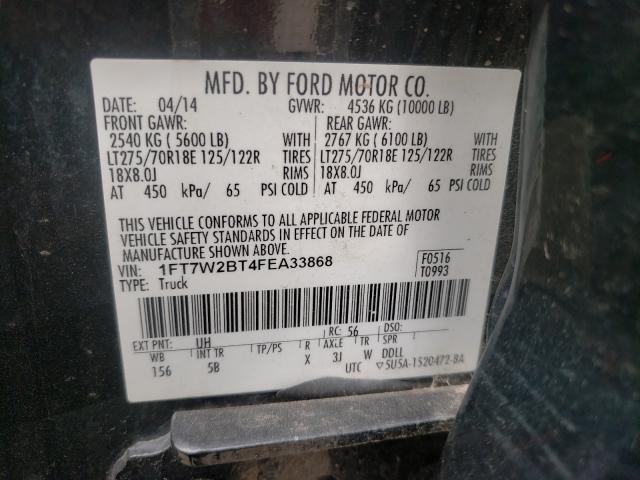 MFD. BY FORD MOTOR CO.
DATE: 04/14 GVWR: 4536 KG (10000 LB)
FRONT GAWR: REAR GAWR:
2540 KG ( 5600 LB) WITH 2767 KG ( 6100 LB) WITH
LT275/70R18E 125/122R TIRES LT275/70R18E 125/122R TIRES
18X8.0J RIMS 18X8.0J RIMS
AT 450 kPa/ 65 PSI COLD AT 450 kPa/ 65 PSI COLD
THIS VEHICLE CONFORMS TO ALL APPLICABLE FEDERAL MOTOR
VEHICLE SAFETY STANDARDS IN EFFECT ON THE DATE OF
MANUFACTURE SHOWN ABOVE.
VIN: 1FT7W2BT4FEA33868 F0516
TYPE: Truck T0993
EXT PNT: UH RC: 56 DSO:
WB INT TR TP/PS R AXLE TR SPR
156 5B X 3J W DDLL
UTC ▽5U5A-1520472-BA